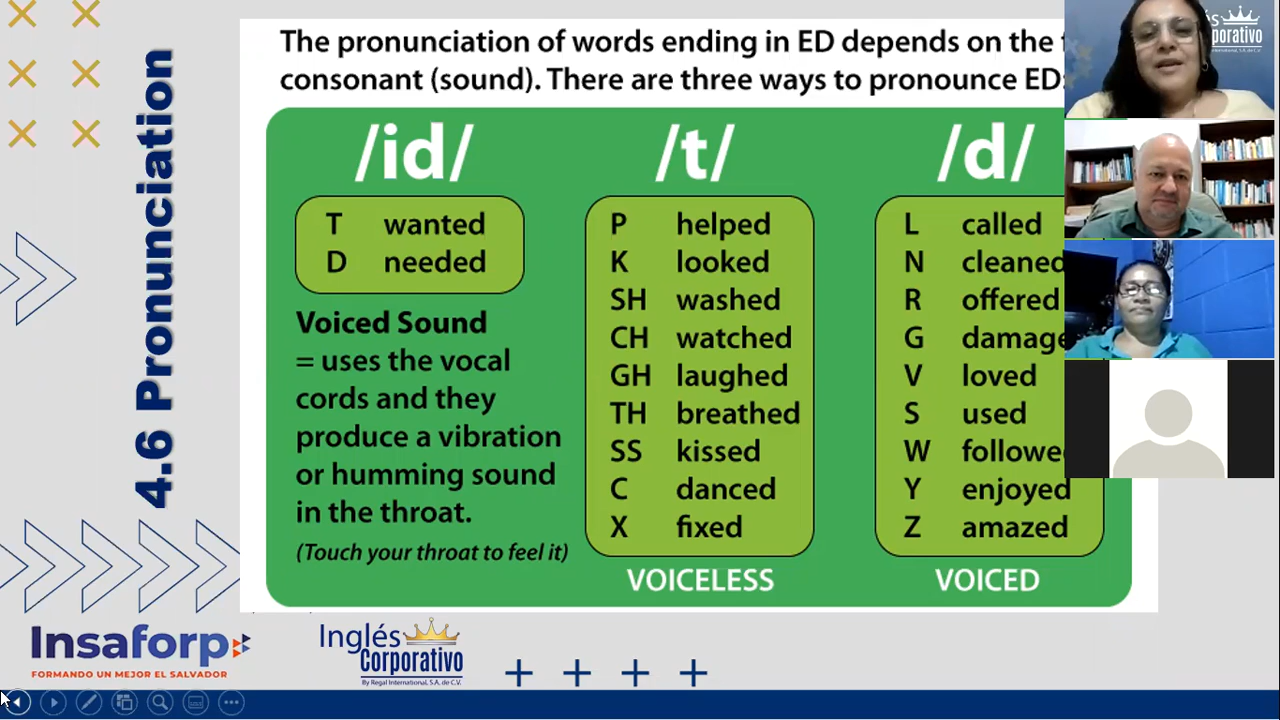 4.6 Pronunciation
The pronunciation of words ending in ED depends on the
consonant (sound). There are three ways to pronounce ED:
/id/
T wanted
D needed
Voiced Sound
= uses the vocal
cords and they
produce a vibration
or humming sound
in the throat.
(Touch your throat to feel it)
/t/
P helped
K looked
SH washed
CH watched
GH laughed
TH breathed
SS kissed
C danced
X fixed
VOICELESS
/d/
L called
N cleaned
R offered
G damage
V loved
S used
W followe
Y enjoyed
Z amazed
VOICED
Insaforp
FORMANDO UN MEJOR EL SALVADOR
Inglés
Corporativo
By Regal International, S.A. de C.V.